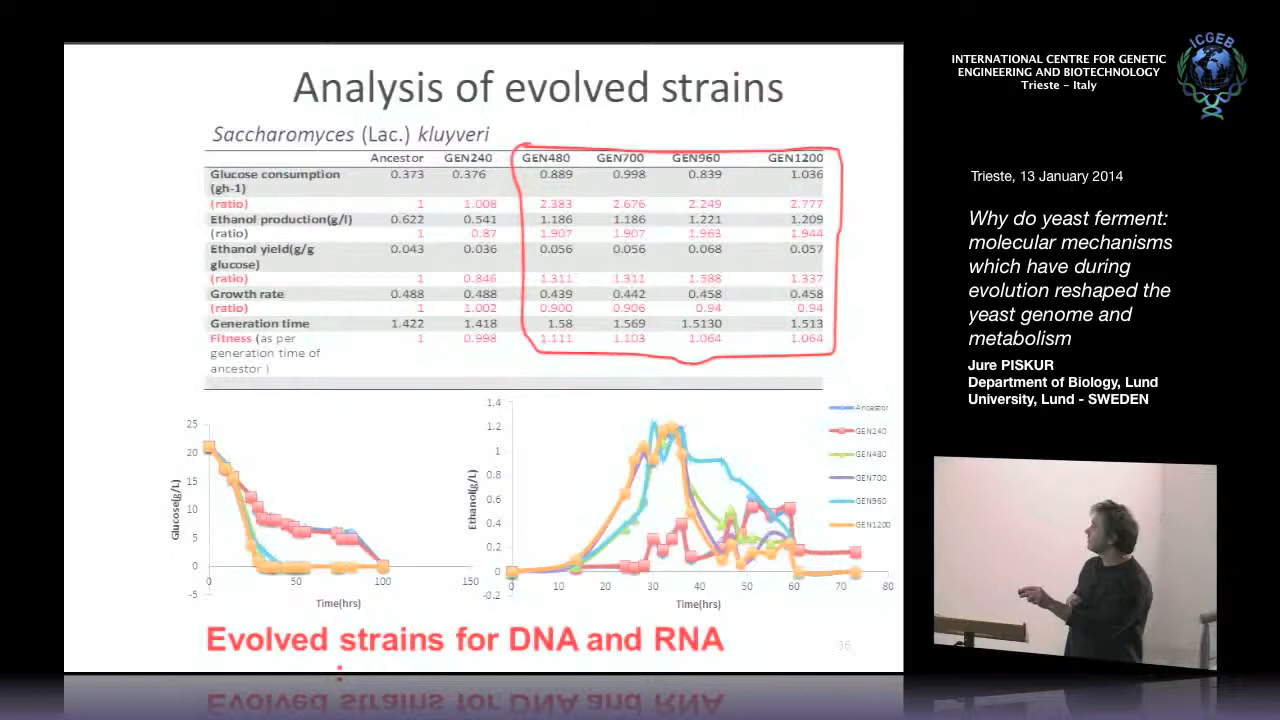 Analysis of evolved strains
Saccharomyces (Lac.) kluyveri
Ancestor GEN240 GEN480 GEN700 GEN960 GEN1200
Glucose consumption 0.373 0.376 0.889 0.998 0.839 1.036
(gh-1)
(ratio) 1 1.008 2.383 2.676 2.249 2.777
Ethanol production(g/l) 0.622 0.541 1.186 1.186 1.221 1.209
(ratio) 1 0.87 1.907 1.907 1.963 1.944
Ethanol yield(g/g 0.043 0.036 0.056 0.056 0.068 0.057
glucose)
(ratio) 1 0.846 1.311 1.311 1.588 1.337
Growth rate 0.488 0.488 0.439 0.442 0.458 0.458
(ratio) 1 1.002 0.900 0.906 0.94 0.94
Generation time 1.422 1.418 1.58 1.569 1.5130 1.513
Fitness (as per 1 0.998 1.111 1.103 1.064 1.064
generation time of
ancestor )
25
20
15
10
5
0
-5
Glucose(g/L)
0 50 100 150
Time(hrs)
1.4
1.2
1
0.8
0.6
0.4
0.2
0
-0.2
Ethanol(g/L)
0 10 20 30 40 50 60 70 80
Time(hrs)
Ancestor
GEN240
GEN480
GEN700
GEN960
GEN1200
Evolved strains for DNA and RNA
36
INTERNATIONAL CENTRE FOR GENETIC
ENGINEERING AND BIOTECHNOLOGY
Trieste - Italy
ICGEB
Trieste, 13 January 2014
Why do yeast ferment:
molecular mechanisms
which have during
evolution reshaped the
yeast genome and
metabolism
Jure PISKUR
Department of Biology, Lund
University, Lund - SWEDEN